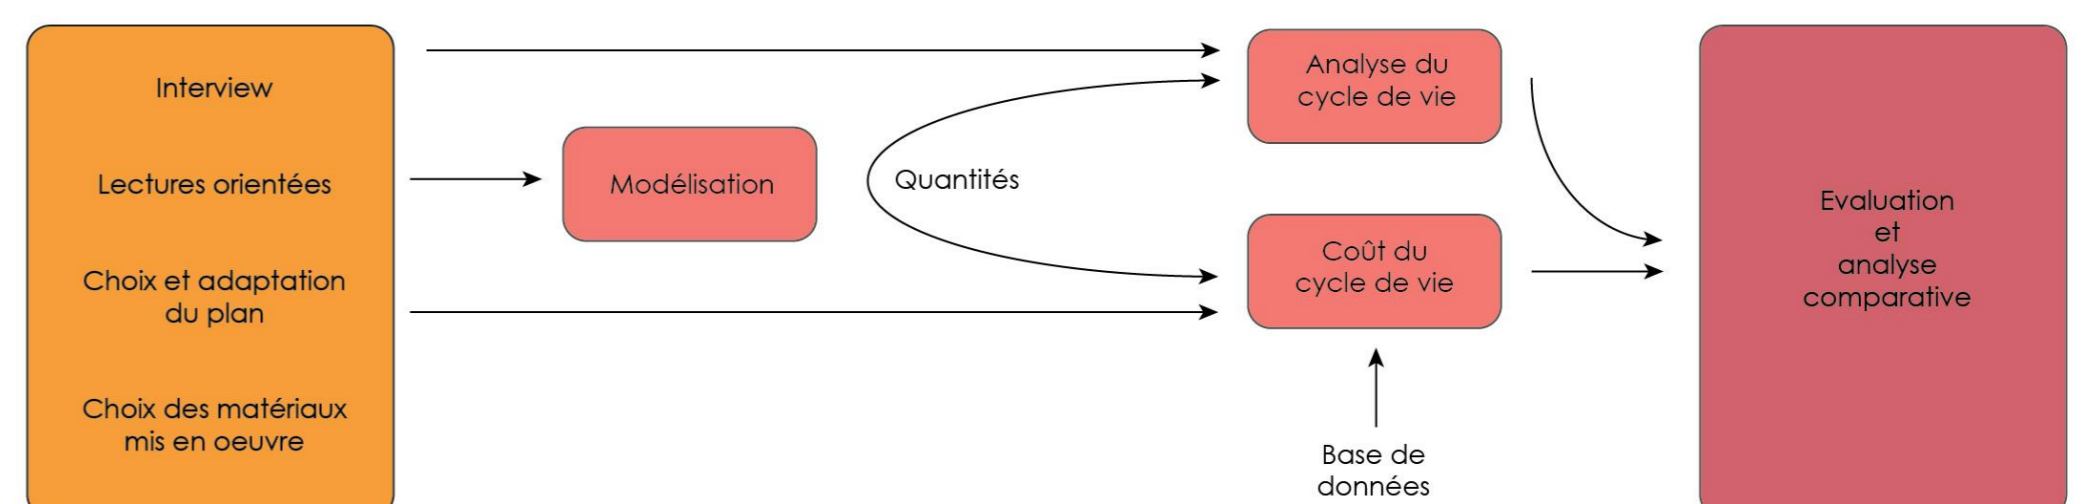 Interview
Lectures orientées
Choix et adaptation
du plan
Choix des matériaux
mis en oeuvre
Modélisation
Quantités
Analyse du
cycle de vie
Coût du
cycle de vie
Base de
données
Evaluation
et
analyse
comparative